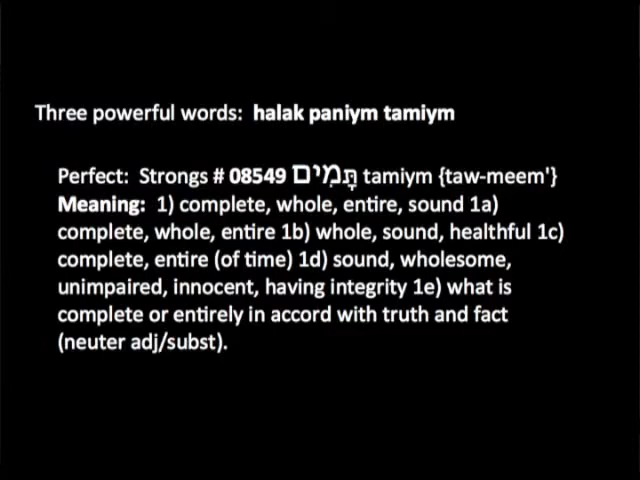 Three powerful words: halak paniym tamiym
Perfect: Strongs # 08549 תָּמִים tamiym {taw-meem'}
Meaning: 1) complete, whole, entire, sound 1a)
complete, whole, entire 1b) whole, sound, healthful 1c)
complete, entire (of time) 1d) sound, wholesome,
unimpaired, innocent, having integrity 1e) what is
complete or entirely in accord with truth and fact
(neuter adj/subst).